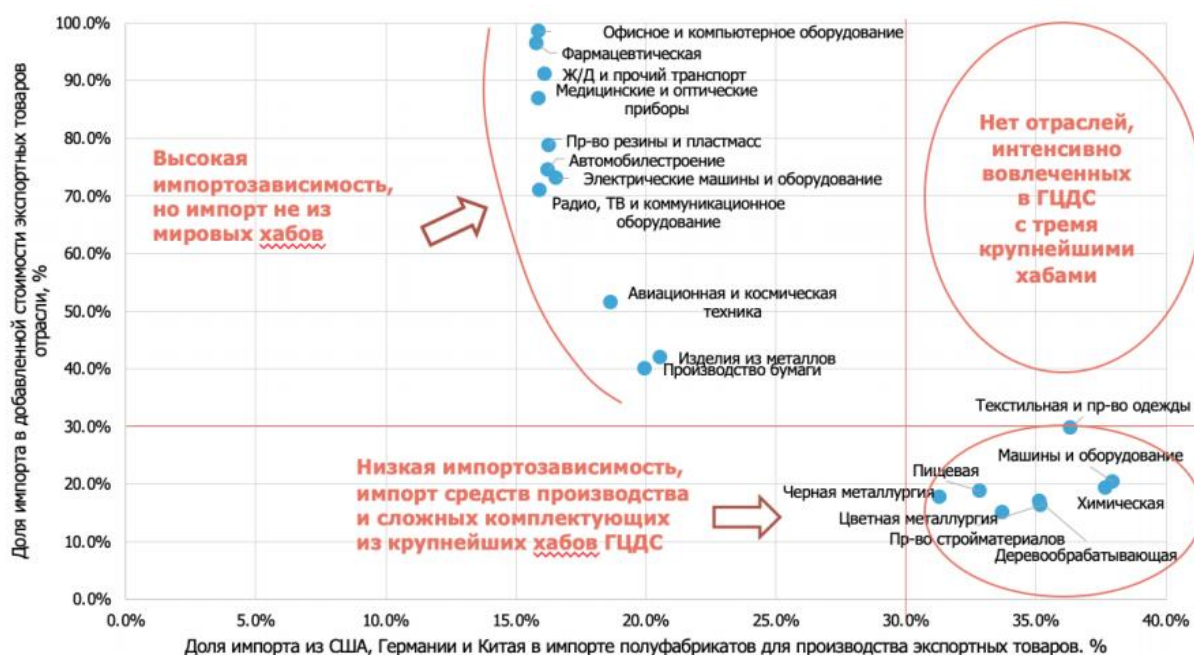 Доля импорта в добавленной стоимости экспортных товаров
отрасли, %
100.0%
90.0%
80.0%
70.0%
60.0%
50.0%
40.0%
30.0%
20.0%
10.0%
0.0%
Офисное и компьютерное оборудование
Фармацевтическая
Ж/Д и прочий транспорт
Медицинские и оптические
приборы
Пр-во резины и пластмасс
Автомобилестроение
Электрические машины и оборудование
Радио, ТВ и коммуникационное
оборудование
Авиационная и космическая
техника
Изделия из металлов
Производство бумаги
Высокая
импортозависимость,
но импорт не из
мировых хабов
Нет отраслей,
интенсивно
вовлеченных
в ГЦДС
с тремя
крупнейшими
хабами
Текстильная и пр-во одежды
Машины и оборудование
Пищевая
Черная металлургия
Химическая
Цветная металлургия
Пр-во стройматериалов
Деревообрабатывающая
Низкая импортозависимость,
импорт средств производства
и сложных комплектующих
из крупнейших хабов ГЦДС
0.0%
5.0%
10.0%
15.0%
20.0%
25.0%
30.0%
35.0%
40.0%
Доля импорта из США, Германии и Китая в импорте полуфабрикатов для производства экспортных товаров. %